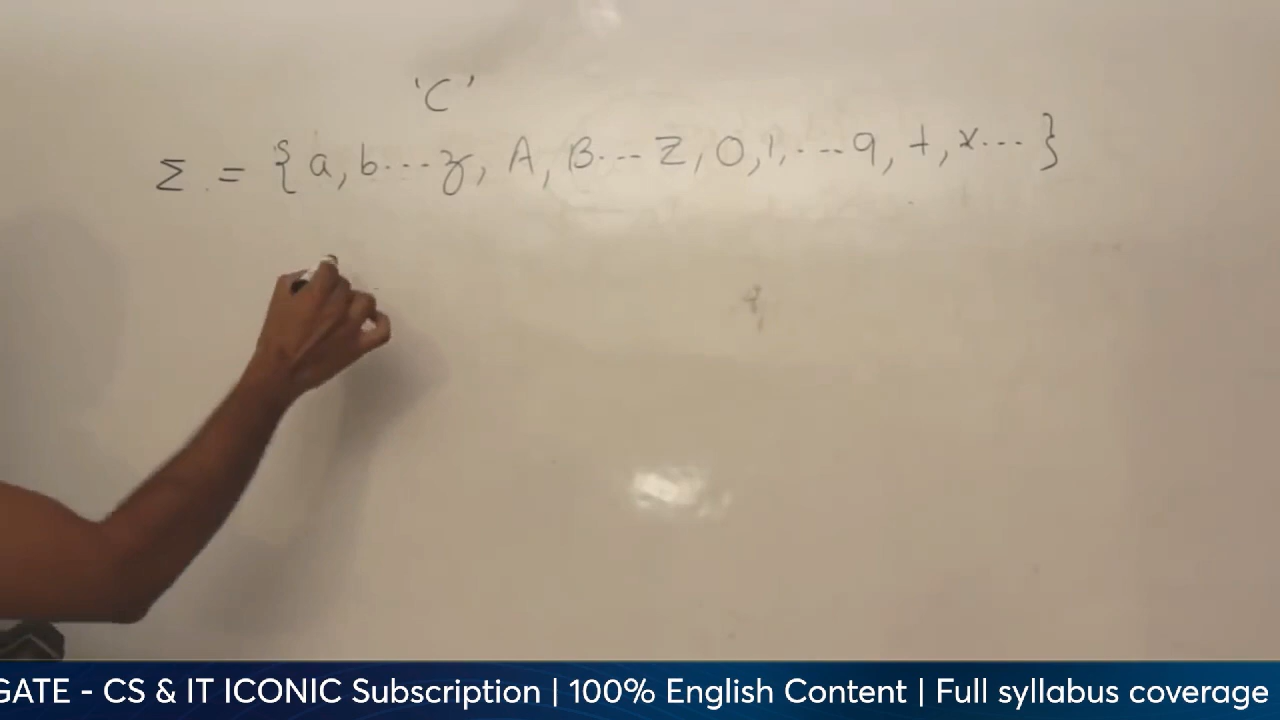 'C'
Σ = {a, b...z, A, B...Z, 0, 1, ...9, +, x...}
GATE - CS & IT ICONIC Subscription | 100% English Content | Full syllabus coverage